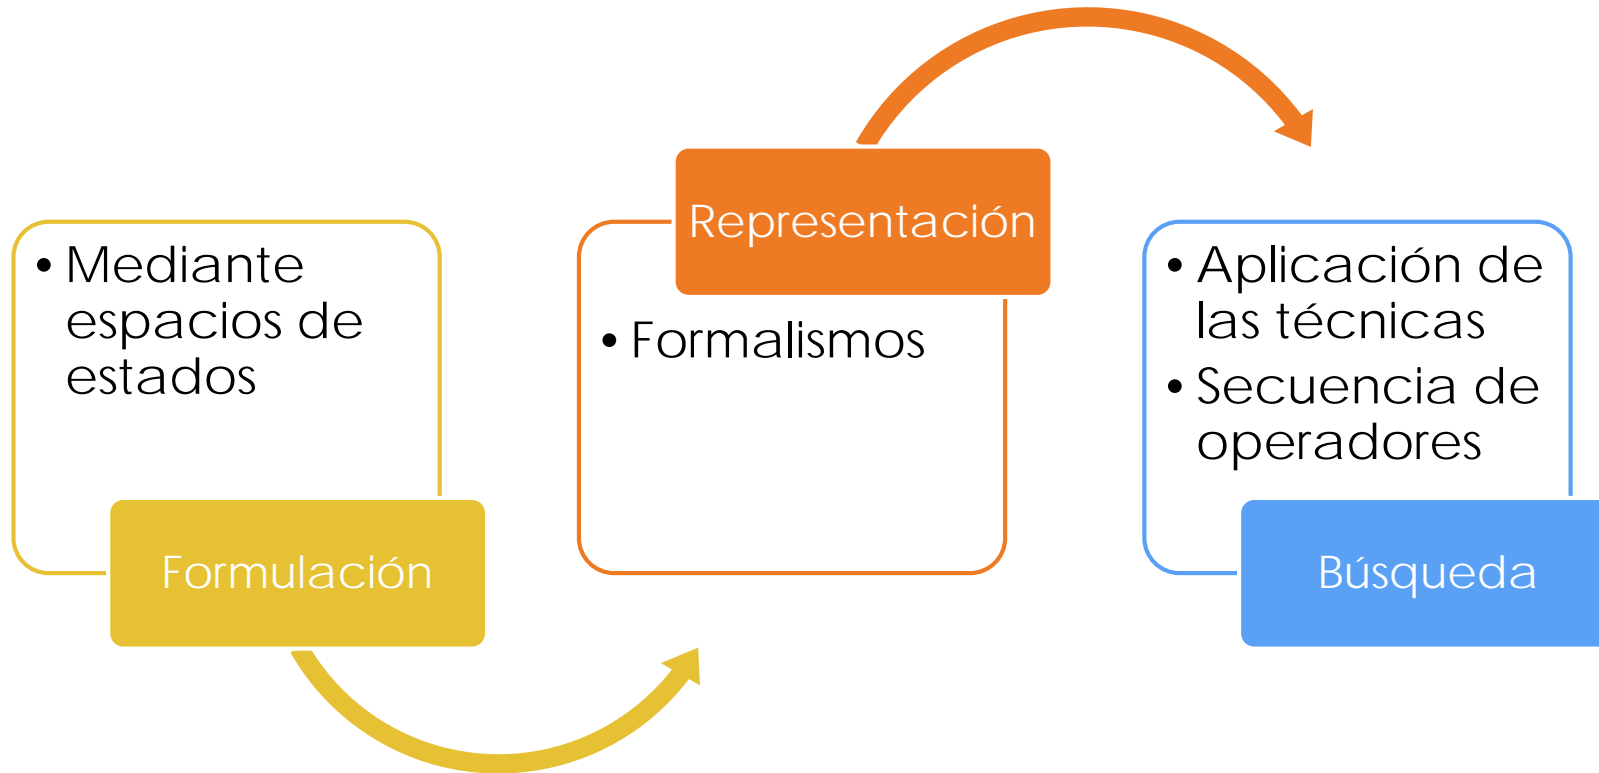 • Mediante
espacios de
estados
Formulación
Representación
• Formalismos
• Aplicación de
las técnicas
• Secuencia de
operadores
Búsqueda